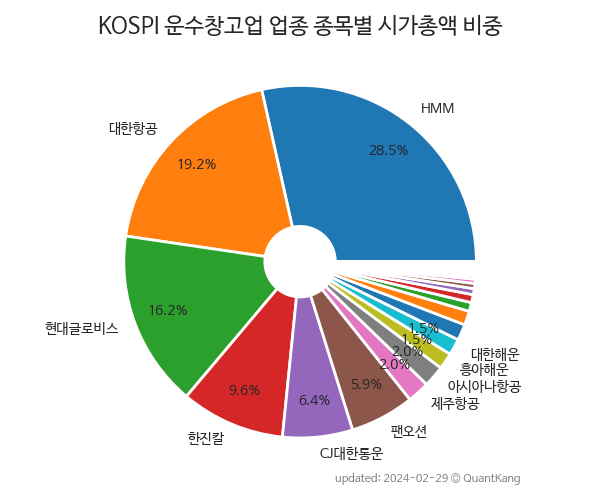 KOSPI 운수창고업 업종 종목별 시가총액 비중
HMM
28.5%
대한항공
19.2%
현대글로비스
16.2%
한진칼
9.6%
CJ대한통운
6.4%
팬오션
5.9%
제주항공
2.0%
아시아나항공
2.0%
흥아해운
1.5%
대한해운
1.5%
updated: 2024-02-29 © QuantKang